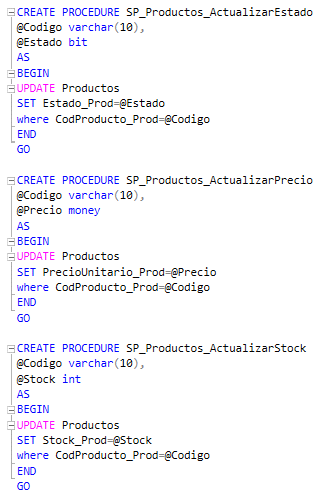 CREATE PROCEDURE SP_Productos_ActualizarEstado
@Codigo varchar(10),
@Estado bit
AS
BEGIN
UPDATE Productos
SET Estado_Prod=@Estado
where CodProducto_Prod=@Codigo
END
GO
CREATE PROCEDURE SP_Productos_ActualizarPrecio
@Codigo varchar(10),
@Precio money
AS
BEGIN
UPDATE Productos
SET PrecioUnitario_Prod=@Precio
where CodProducto_Prod=@Codigo
END
GO
CREATE PROCEDURE SP_Productos_ActualizarStock
@Codigo varchar(10),
@Stock int
AS
BEGIN
UPDATE Productos
SET Stock_Prod=@Stock
where CodProducto_Prod=@Codigo
END
GO